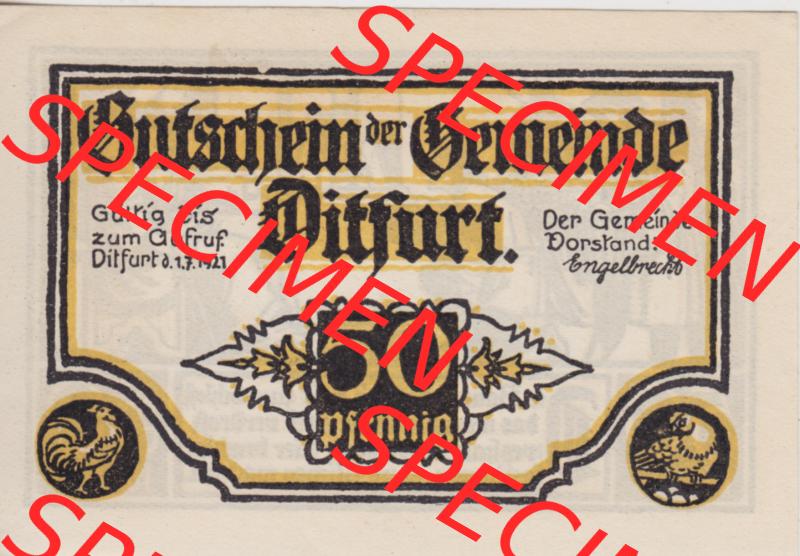 SPECIMEN
Gutschein der Gemeinde
SPECIMEN
Ditfurt.
Gültig bis
zum Aufruf
Ditfurt d. 1.7.1921
Der Gemeinde
Vorstand:
Engelbrecht
50
pfennig
SPECIMEN
SPECIMEN